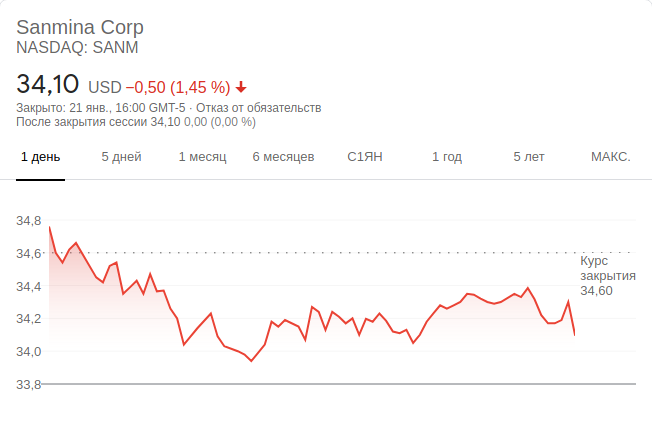 Sanmina Corp
NASDAQ: SANM
34,10 USD −0,50 (1,45 %)
Закрыто: 21 янв., 16:00 GMT-5 · Отказ от обязательств
После закрытия сессии 34,10 0,00 (0,00 %)
1 день 5 дней 1 месяц 6 месяцев С1ЯН 1 год 5 лет МАКС.
34,8
34,6
Курс
закрытия
34,60
34,4
34,2
34,0
33,8